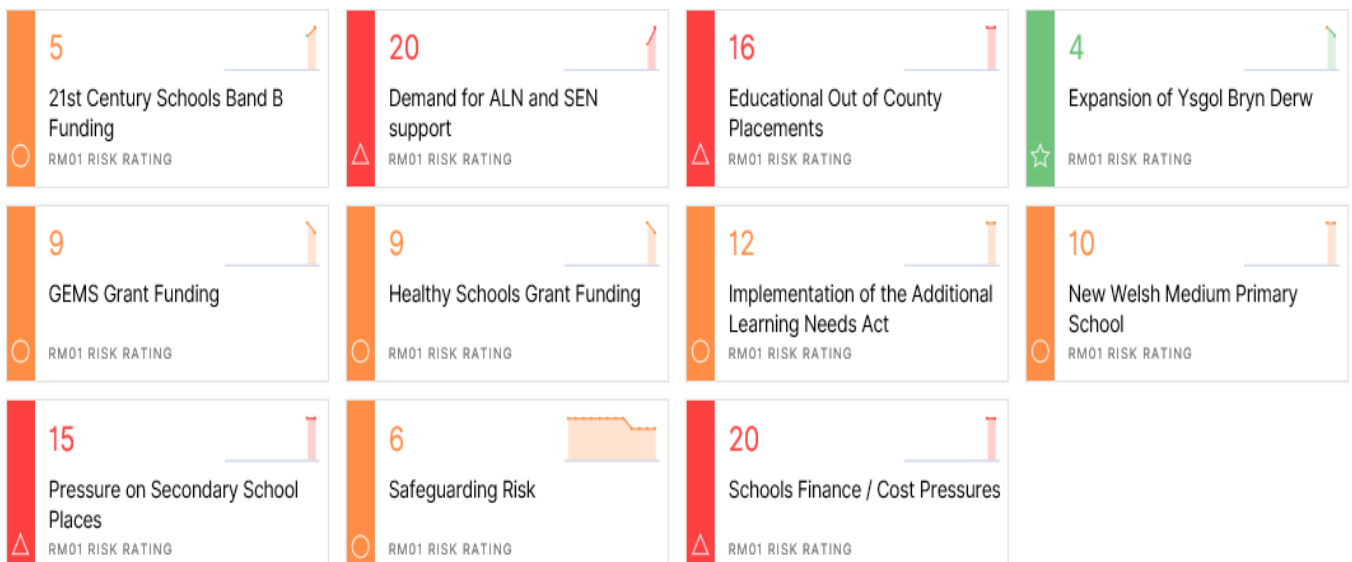 5
21st Century Schools Band B
Funding
RM01 RISK RATING
20
Demand for ALN and SEN
support
RM01 RISK RATING
16
Educational Out of County
Placements
RM01 RISK RATING
4
Expansion of Ysgol Bryn Derw
RM01 RISK RATING
9
GEMS Grant Funding
RM01 RISK RATING
9
Healthy Schools Grant Funding
RM01 RISK RATING
12
Implementation of the Additional
Learning Needs Act
RM01 RISK RATING
10
New Welsh Medium Primary
School
RM01 RISK RATING
15
Pressure on Secondary School
Places
RM01 RISK RATING
6
Safeguarding Risk
RM01 RISK RATING
20
Schools Finance / Cost Pressures
RM01 RISK RATING